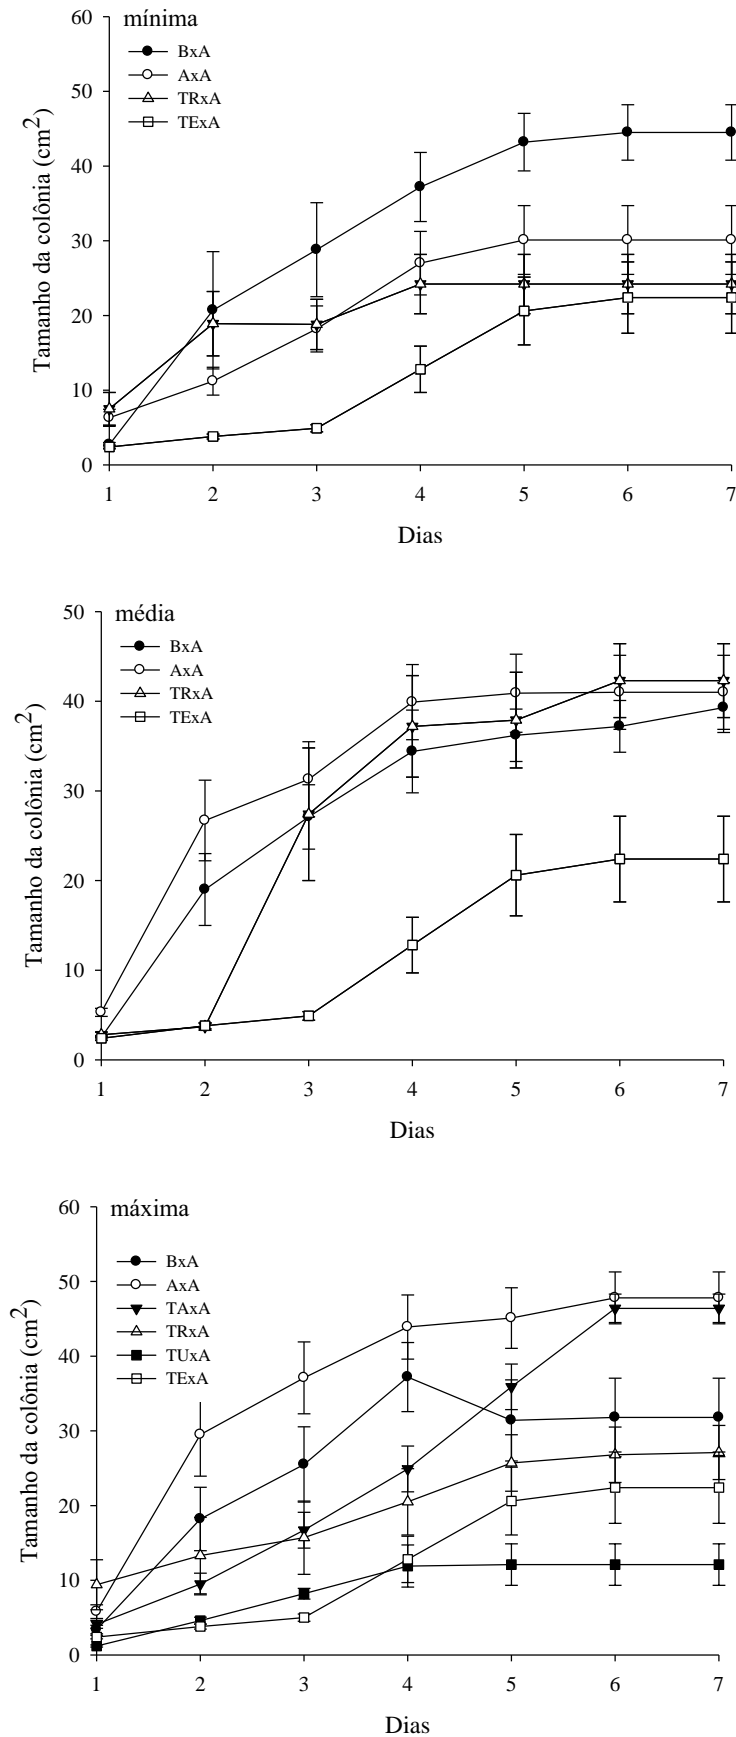 mínima
BxA
AxA
TRxA
TExA
Tamanho da colônia (cm2)
60
50
40
30
20
10
0
1 2 3 4 5 6 7
Dias
média
BxA
AxA
TRxA
TExA
Tamanho da colônia (cm2)
50
40
30
20
10
0
1 2 3 4 5 6 7
Dias
máxima
BxA
AxA
TAxA
TRxA
TUxA
TExA
Tamanho da colônia (cm2)
60
50
40
30
20
10
0
1 2 3 4 5 6 7
Dias